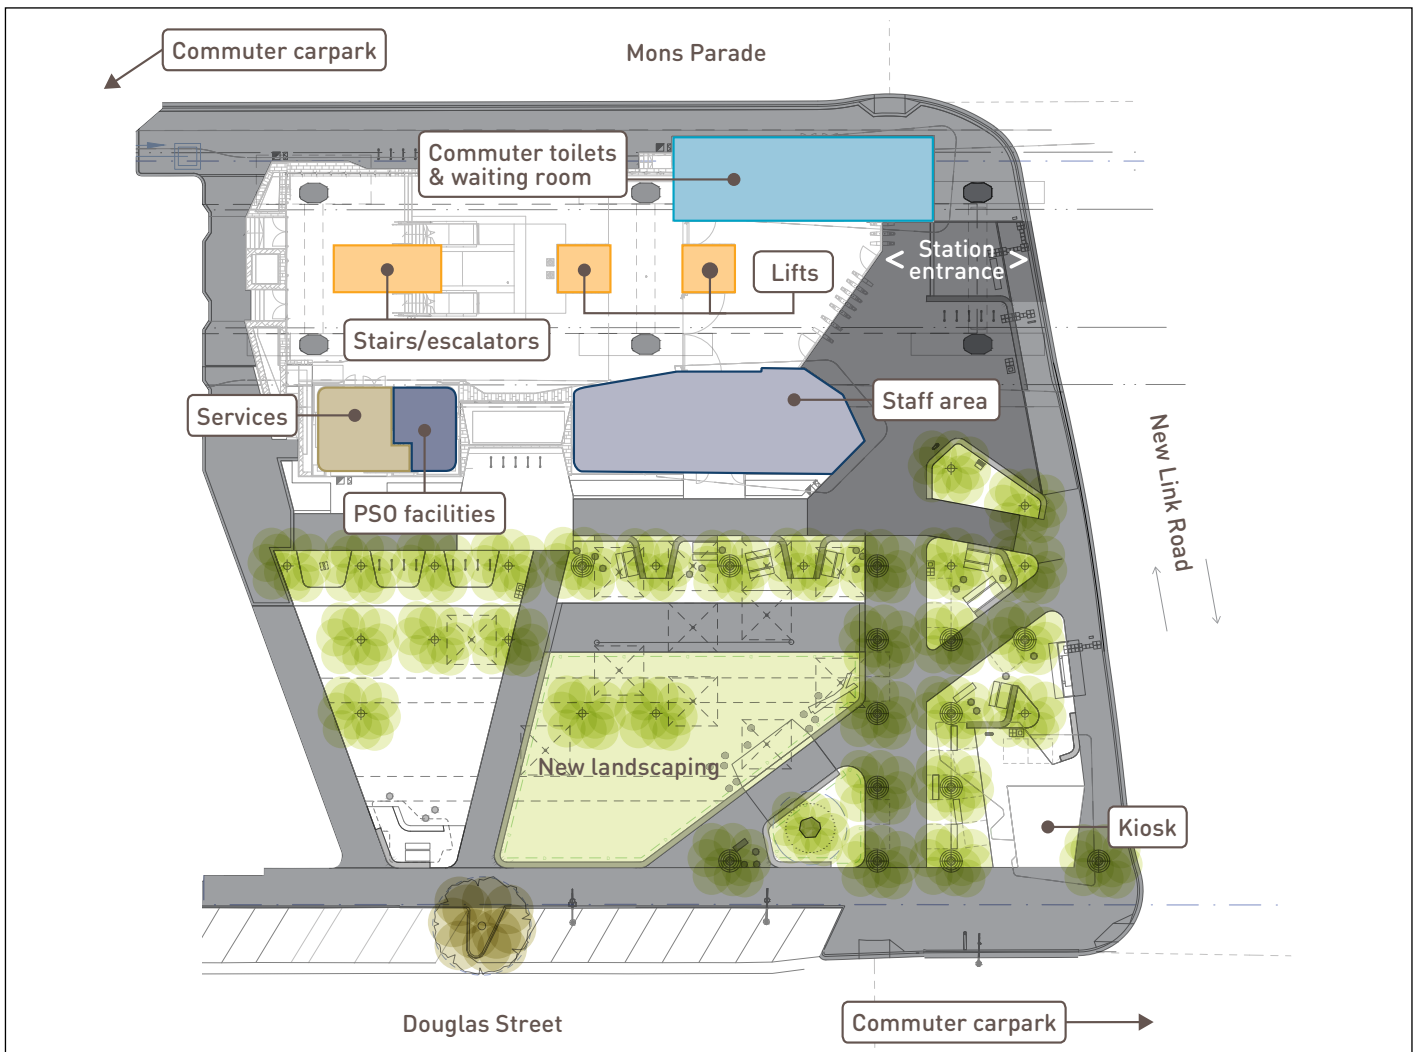 Commuter carpark
Mons Parade
Commuter toilets
& waiting room
Station
entrance
Lifts
Stairs/escalators
Services
Staff area
PSO facilities
New Link Road
New landscaping
Kiosk
Douglas Street
Commuter carpark